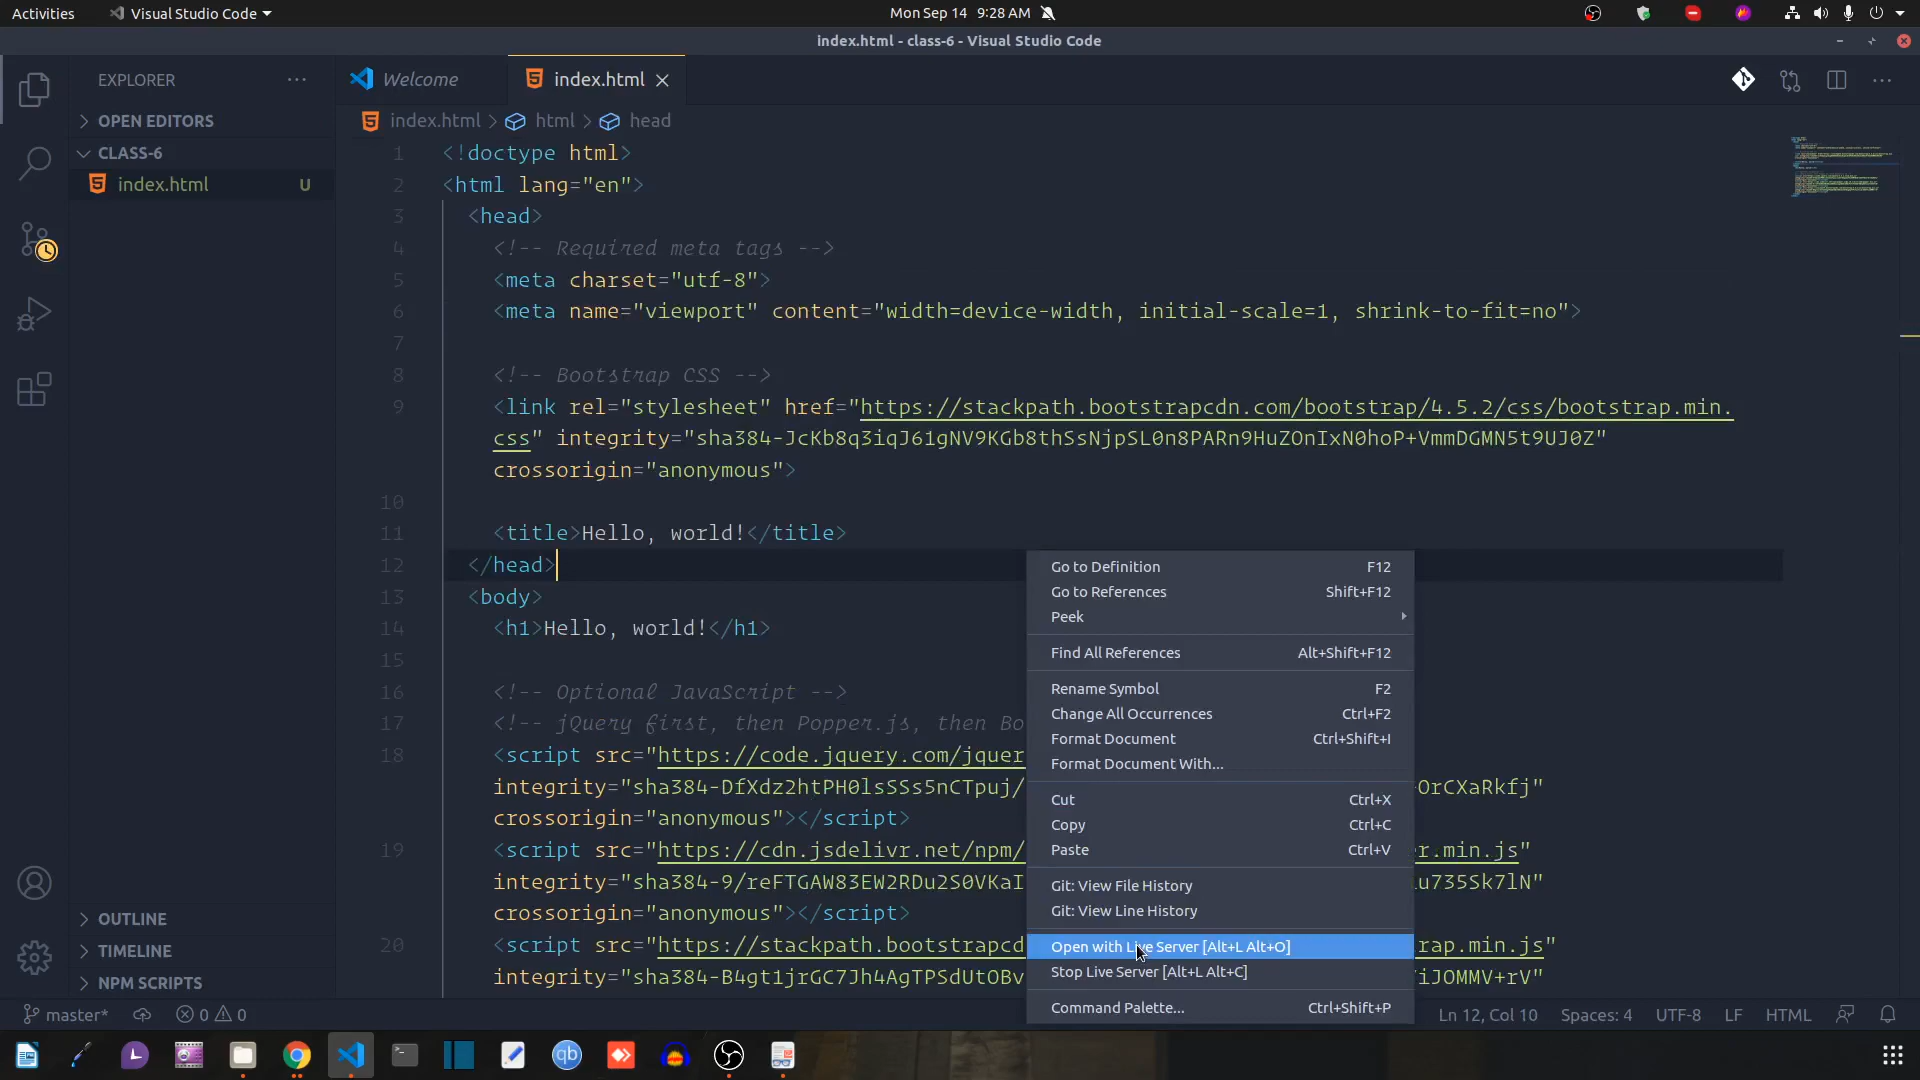 Activities
Visual Studio Code
Mon Sep 14 9:28 AM
index.html - class-6 - Visual Studio Code
EXPLORER
OPEN EDITORS
CLASS-6
index.html U
OUTLINE
TIMELINE
NPM SCRIPTS
Welcome
index.html
index.html > html > head
1 <!doctype html>
2 <html lang="en">
3 <head>
4 <!-- Required meta tags -->
5 <meta charset="utf-8">
6 <meta name="viewport" content="width=device-width, initial-scale=1, shrink-to-fit=no">
7
8 <!-- Bootstrap CSS -->
9 <link rel="stylesheet" href="https://stackpath.bootstrapcdn.com/bootstrap/4.5.2/css/bootstrap.min.
css" integrity="sha384-JcKb8q3iqJ61gNV9KGb8thSsNjpSL0n8PARn9HuZOnIxN0hoP+VmmDGMN5t9UJ0Z"
crossorigin="anonymous">
10
11 <title>Hello, world!</title>
12 </head>
13 <body>
14 <h1>Hello, world!</h1>
15
16 <!-- Optional JavaScript -->
17 <!-- jQuery first, then Popper.js, then Bo
18 <script src="https://code.jquery.com/jquer
integrity="sha384-DfXdz2htPH0lsSSs5nCTpuj/ OrCXaRkfj"
crossorigin="anonymous"></script>
19 <script src="https://cdn.jsdelivr.net/npm/ r.min.js"
integrity="sha384-9/reFTGAW83EW2RDu2S0VKaI u735Sk7lN"
crossorigin="anonymous"></script>
20 <script src="https://stackpath.bootstrapcd rap.min.js"
integrity="sha384-B4gt1jrGC7Jh4AgTPSdUtOBv iJOMMV+rV"
Go to Definition F12
Go to References Shift+F12
Peek
Find All References Alt+Shift+F12
Rename Symbol F2
Change All Occurrences Ctrl+F2
Format Document Ctrl+Shift+I
Format Document With...
Cut Ctrl+X
Copy Ctrl+C
Paste Ctrl+V
Git: View File History
Git: View Line History
Open with Live Server [Alt+L Alt+O]
Stop Live Server [Alt+L Alt+C]
Command Palette... Ctrl+Shift+P
master* 0 0
Ln 12, Col 10 Spaces: 4 UTF-8 LF HTML
qb